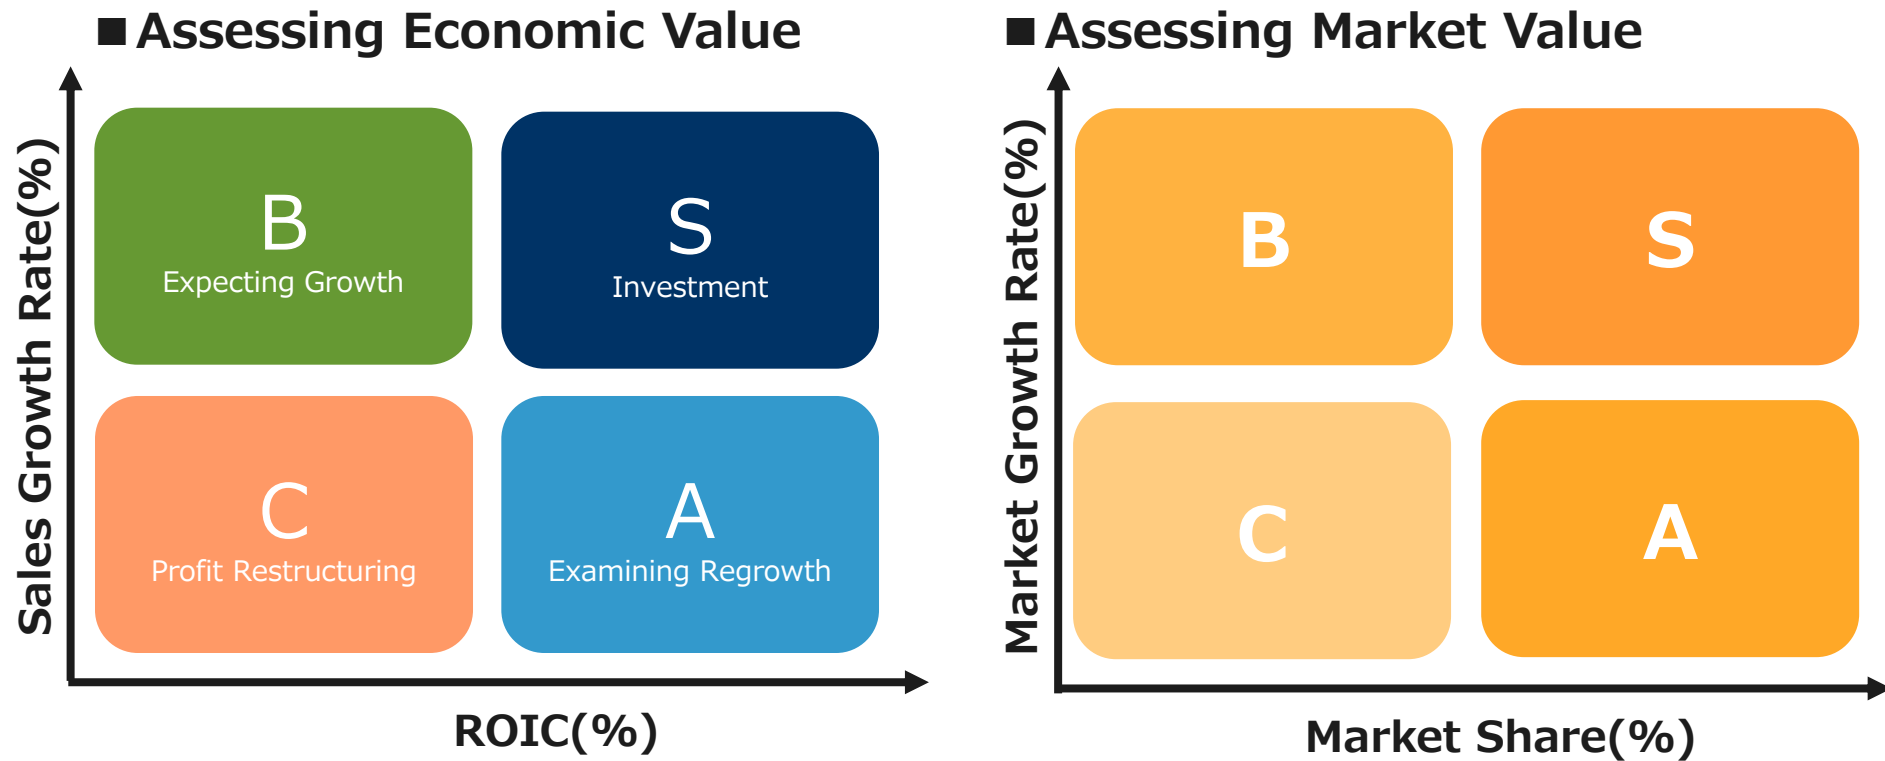 ■Assessing Economic Value
Sales Growth Rate(%)
B
Expecting Growth
S
Investment
C
Profit Restructuring
A
Examining Regrowth
ROIC(%)
■Assessing Market Value
Market Growth Rate(%)
B
S
C
A
Market Share(%)